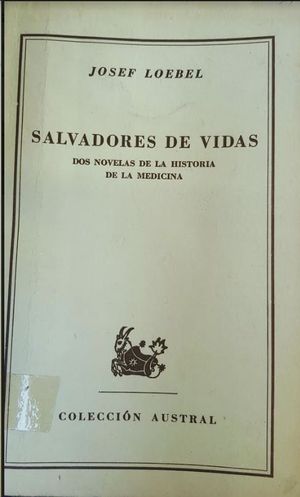 JOSEF LOEBEL
SALVADORES DE VIDAS
DOS NOVELAS DE LA HISTORIA
DE LA MEDICINA
COLECCIÓN AUSTRAL